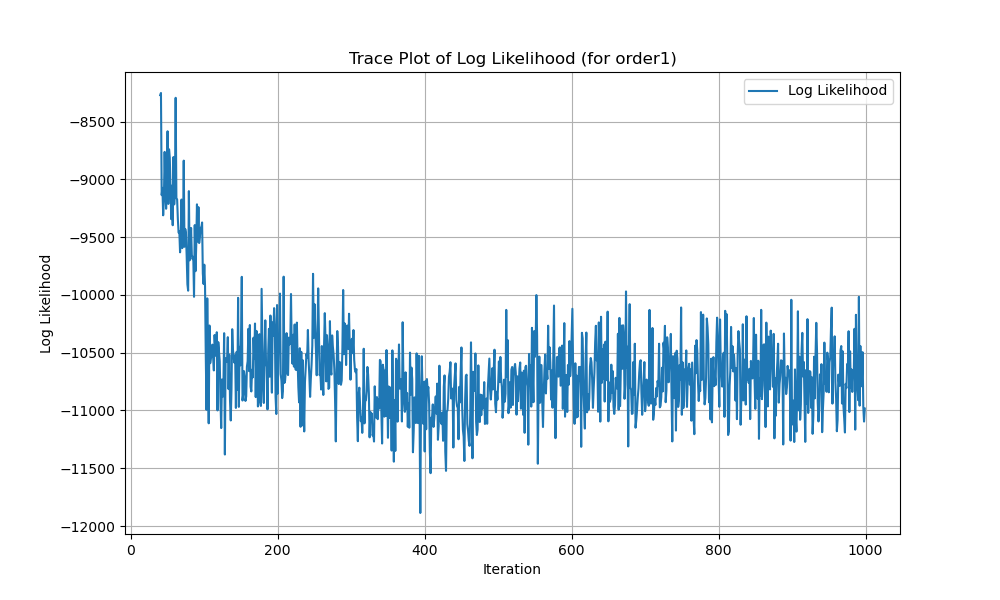 Trace Plot of Log Likelihood (for order1)
Log Likelihood
−8500
−9000
−9500
−10000
−10500
−11000
−11500
−12000
Log Likelihood
0 200 400 600 800 1000
Iteration